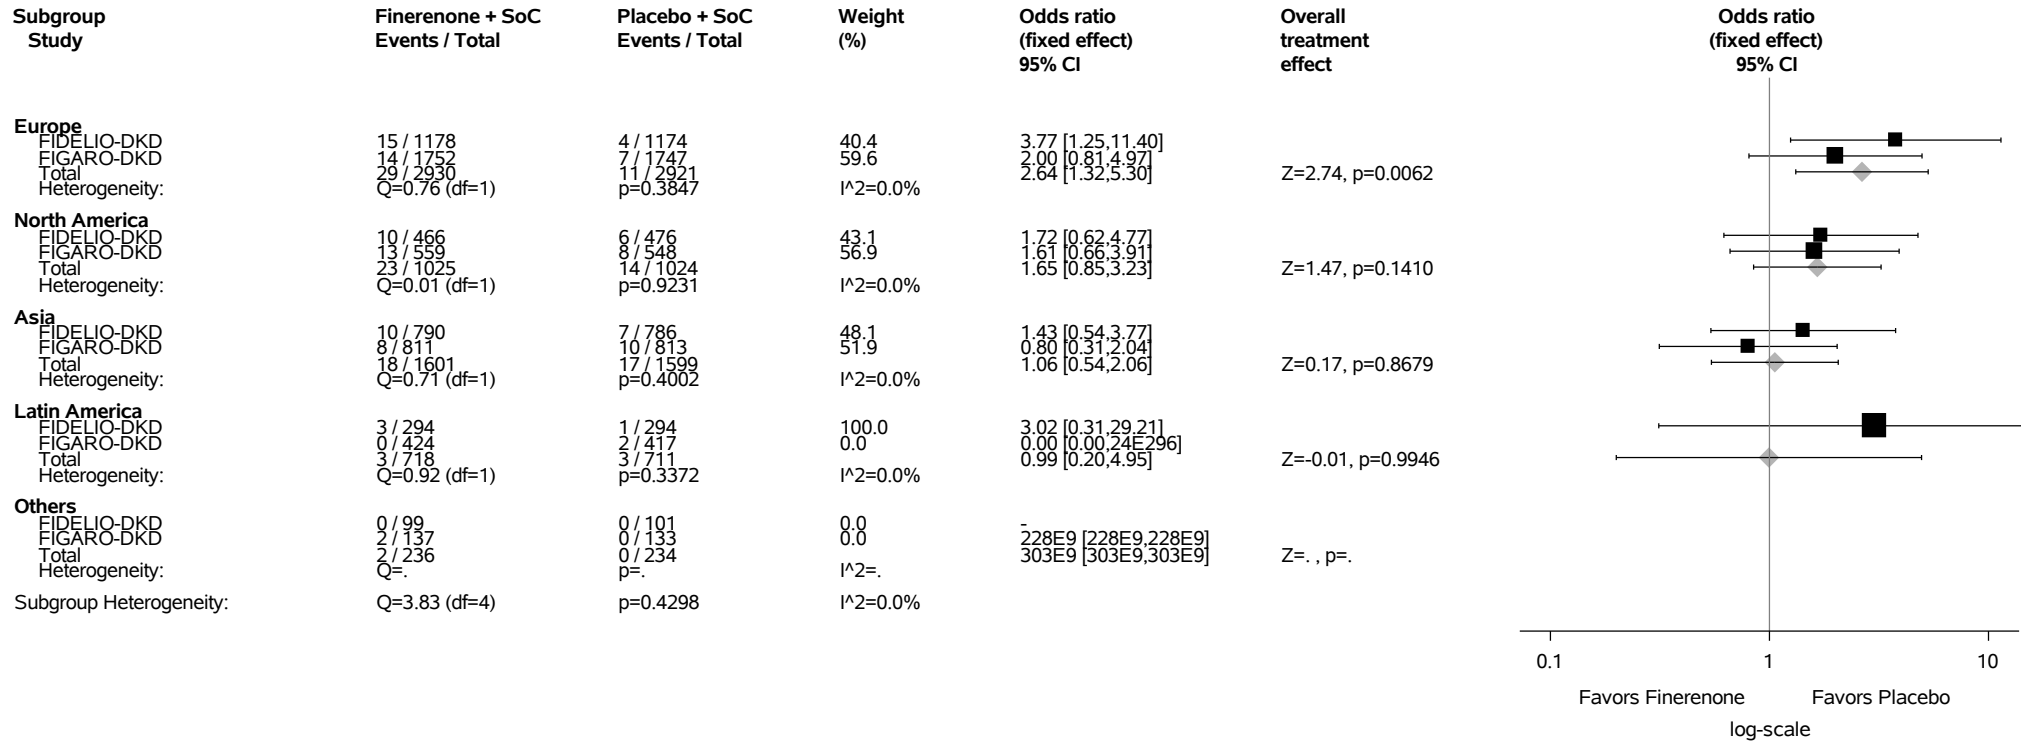 Subgroup Finerenone + SoC Placebo + SoC Weight Odds ratio Overall Odds ratio
Study Events / Total Events / Total (%) (fixed effect) treatment (fixed effect)
95% CI effect 95% CI
Europe
FIDELIO-DKD 15 / 1178 4 / 1174 40.4 3.77 [1.25,11.40]
FIGARO-DKD 14 / 1752 7 / 1747 59.6 2.00 [0.81,4.97]
Total 29 / 2930 11 / 2921 2.64 [1.32,5.30] Z=2.74, p=0.0062
Heterogeneity: Q=0.76 (df=1) p=0.3847 I^2=0.0%
North America
FIDELIO-DKD 10 / 466 6 / 476 43.1 1.72 [0.62,4.77]
FIGARO-DKD 13 / 559 8 / 548 56.9 1.61 [0.66,3.91]
Total 23 / 1025 14 / 1024 1.65 [0.85,3.23] Z=1.47, p=0.1410
Heterogeneity: Q=0.01 (df=1) p=0.9231 I^2=0.0%
Asia
FIDELIO-DKD 10 / 790 7 / 786 48.1 1.43 [0.54,3.77]
FIGARO-DKD 8 / 811 10 / 813 51.9 0.80 [0.31,2.04]
Total 18 / 1601 17 / 1599 1.06 [0.54,2.06] Z=0.17, p=0.8679
Heterogeneity: Q=0.71 (df=1) p=0.4002 I^2=0.0%
Latin America
FIDELIO-DKD 3 / 294 1 / 294 100.0 3.02 [0.31,29.21]
FIGARO-DKD 0 / 424 2 / 417 0.0 0.00 [0.00,24E296]
Total 3 / 718 3 / 711 0.99 [0.20,4.95] Z=-0.01, p=0.9946
Heterogeneity: Q=0.92 (df=1) p=0.3372 I^2=0.0%
Others
FIDELIO-DKD 0 / 99 0 / 101 0.0 -
FIGARO-DKD 2 / 137 0 / 133 0.0 228E9 [228E9,228E9]
Total 2 / 236 0 / 234 303E9 [303E9,303E9] Z=. , p=.
Heterogeneity: Q=. p=. I^2=.
Subgroup Heterogeneity: Q=3.83 (df=4) p=0.4298 I^2=0.0%
0.1 1 10
Favors Finerenone Favors Placebo
log-scale